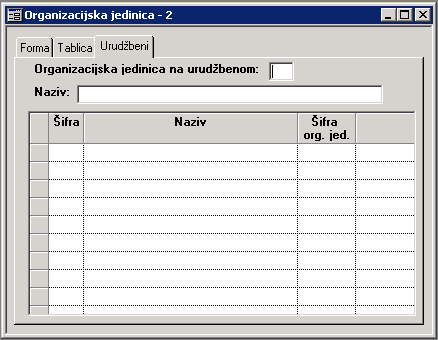 Organizacijska jedinica - 2
Forma Tablica Urudžbeni
Organizacijska jedinica na urudžbenom:
Naziv:
Šifra Naziv Šifra
org. jed.